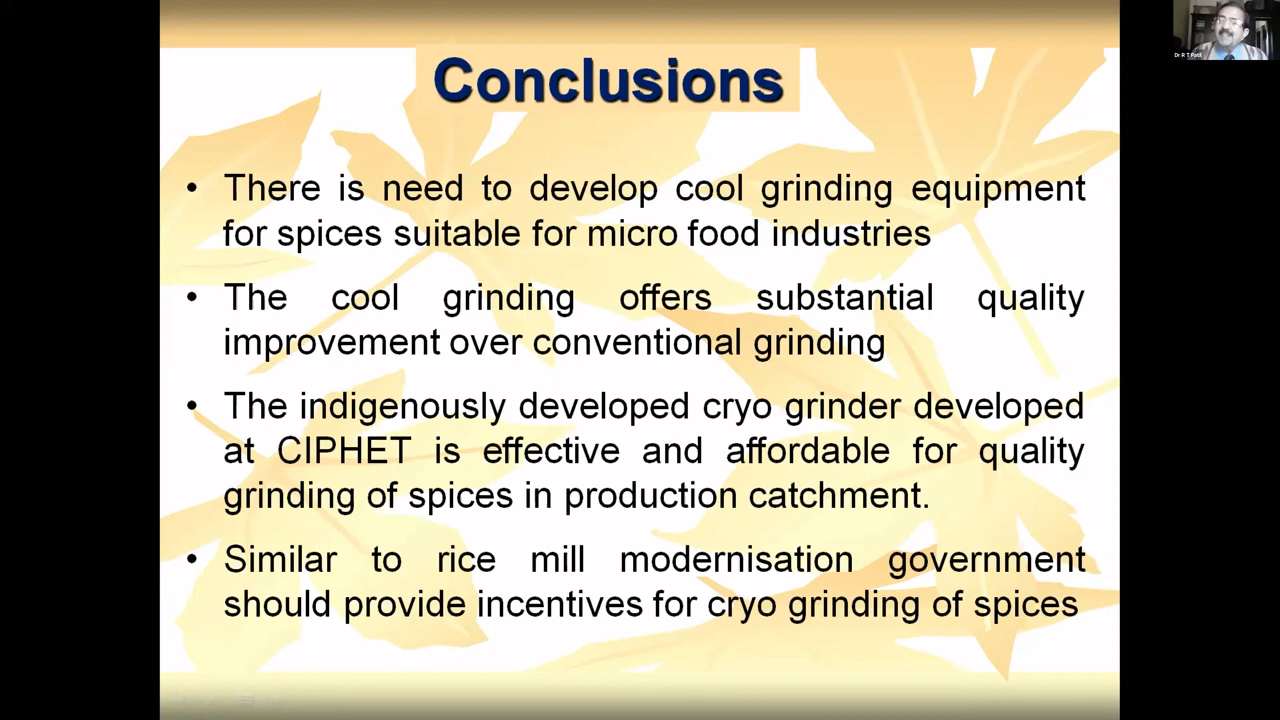 Conclusions
Dr R T Patil
• There is need to develop cool grinding equipment
for spices suitable for micro food industries
• The cool grinding offers substantial quality
improvement over conventional grinding
• The indigenously developed cryo grinder developed
at CIPHET is effective and affordable for quality
grinding of spices in production catchment.
• Similar to rice mill modernisation government
should provide incentives for cryo grinding of spices